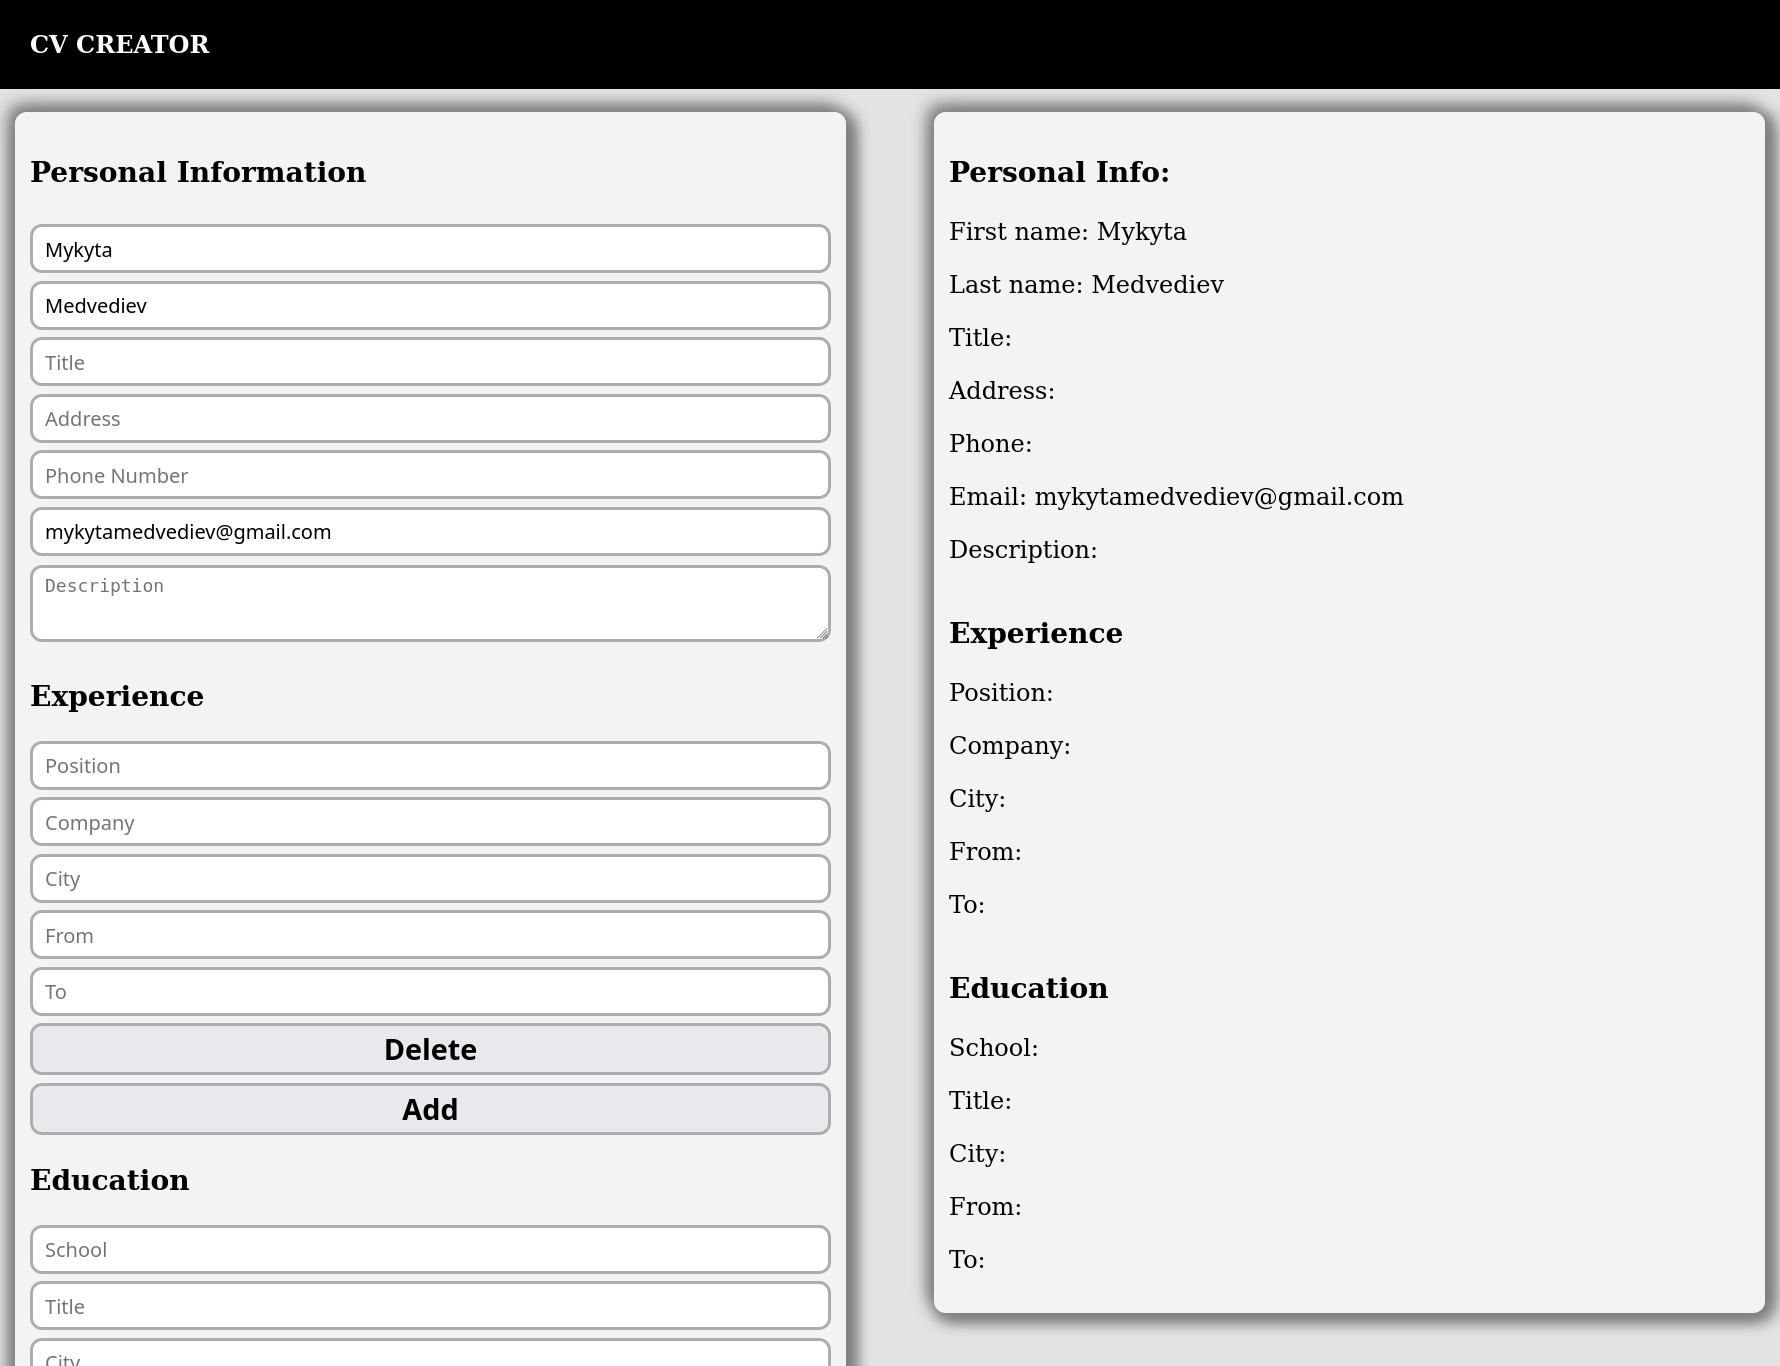 CV CREATOR
Personal Information
Mykyta
Medvediev
Title
Address
Phone Number
mykytamedvediev@gmail.com
Description
Experience
Position
Company
City
From
To
Delete
Add
Education
School
Title
City
Personal Info:
First name: Mykyta
Last name: Medvediev
Title:
Address:
Phone:
Email: mykytamedvediev@gmail.com
Description:
Experience
Position:
Company:
City:
From:
To:
Education
School:
Title:
City:
From:
To: